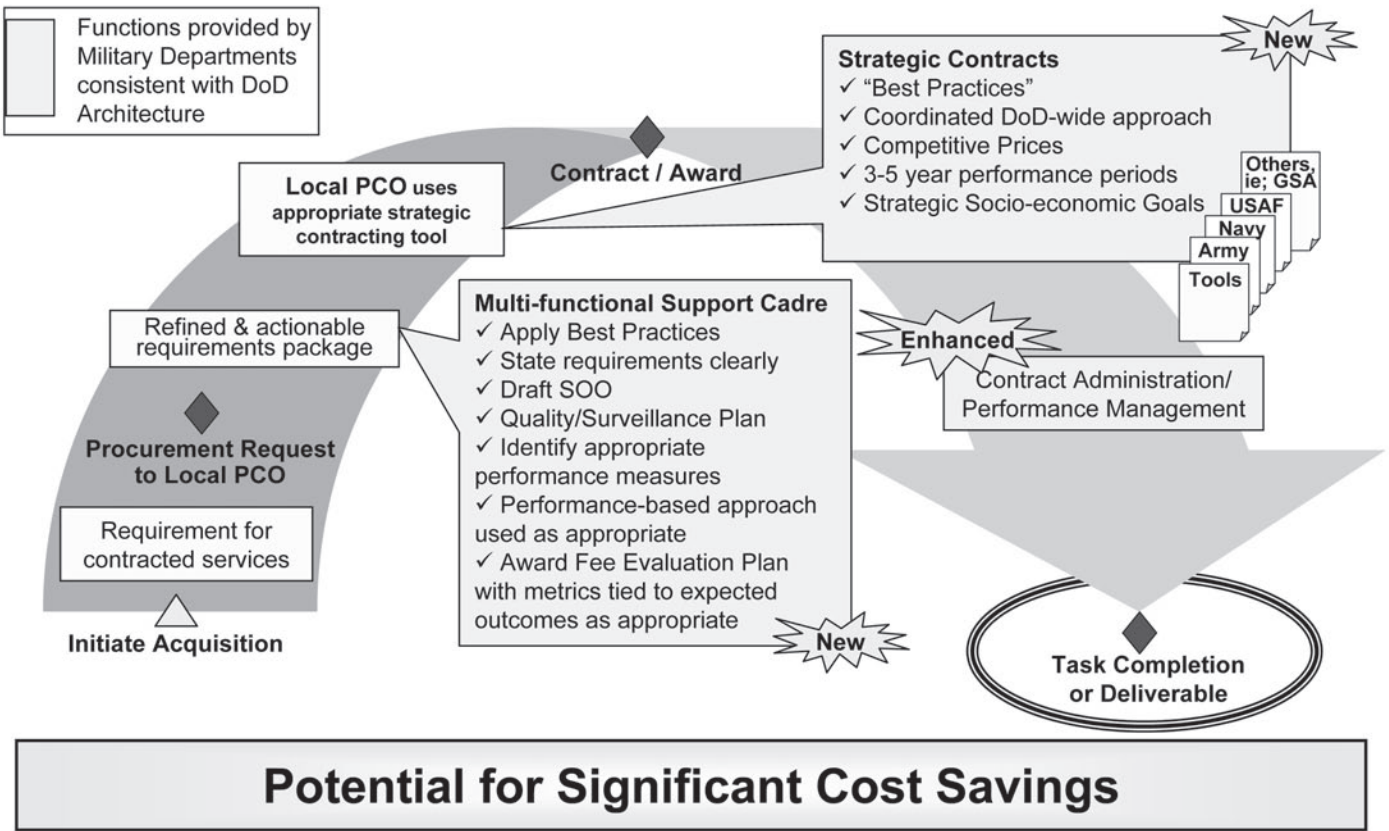 Functions provided by
Military Departments
consistent with DoD
Architecture
New
Strategic Contracts
✓ “Best Practices”
✓ Coordinated DoD-wide approach
✓ Competitive Prices
✓ 3-5 year performance periods
✓ Strategic Socio-economic Goals
Others,
ie; GSA
USAF
Navy
Army
Tools
Contract / Award
Local PCO uses
appropriate strategic
contracting tool
Multi-functional Support Cadre
✓ Apply Best Practices
✓ State requirements clearly
✓ Draft SOO
✓ Quality/Surveillance Plan
✓ Identify appropriate
performance measures
✓ Performance-based approach
used as appropriate
✓ Award Fee Evaluation Plan
with metrics tied to expected
outcomes as appropriate
New
Enhanced
Contract Administration/
Performance Management
Refined & actionable
requirements package
Procurement Request
to Local PCO
Requirement for
contracted services
Initiate Acquisition
Task Completion
or Deliverable
Potential for Significant Cost Savings